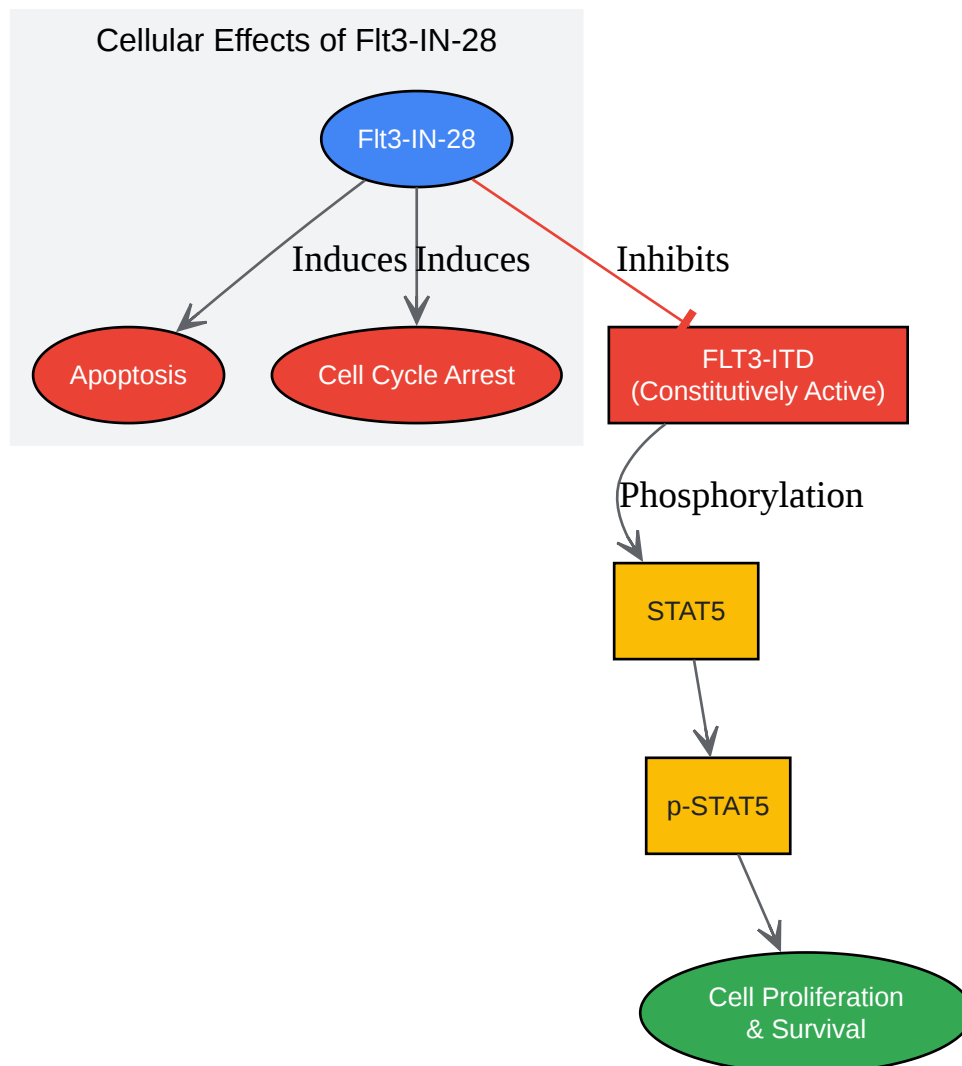 Cellular Effects of Flt3-IN-28
Flt3-IN-28
Induces
Induces
Inhibits
Apoptosis
Cell Cycle Arrest
FLT3-ITD
(Constitutively Active)
Phosphorylation
STAT5
p-STAT5
Cell Proliferation
& Survival